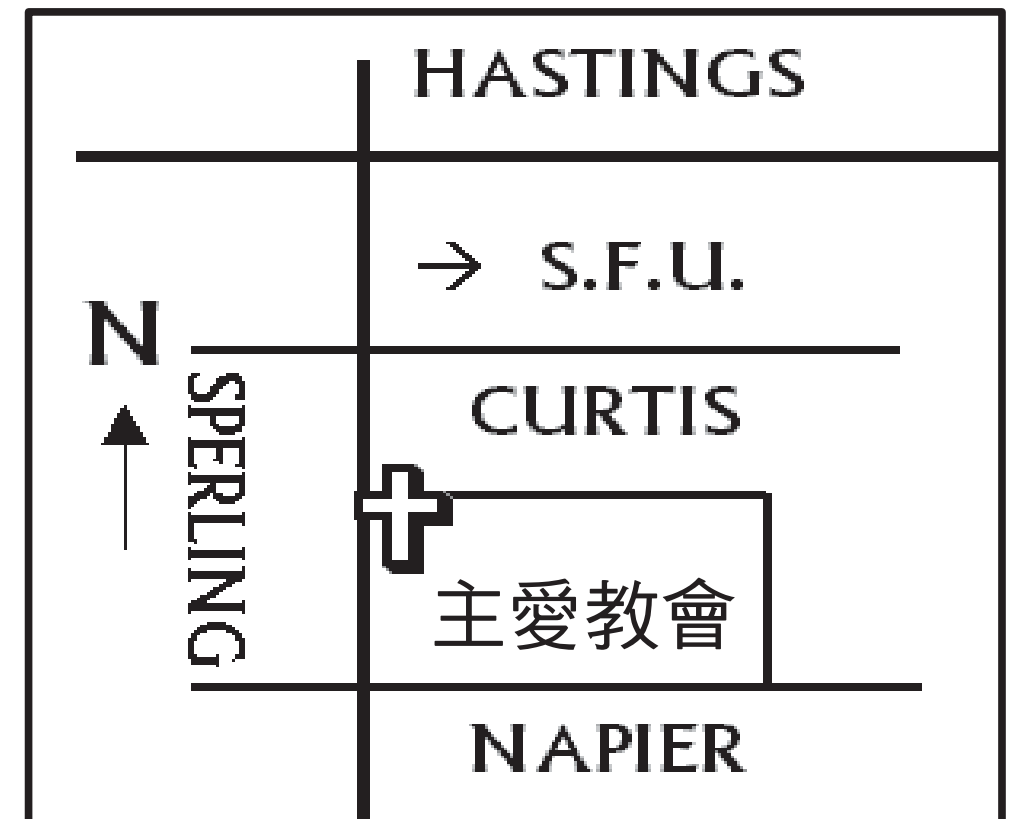 HASTINGS
→ S.F.U.
N
SPERLING
CURTIS
主愛教會
NAPIER